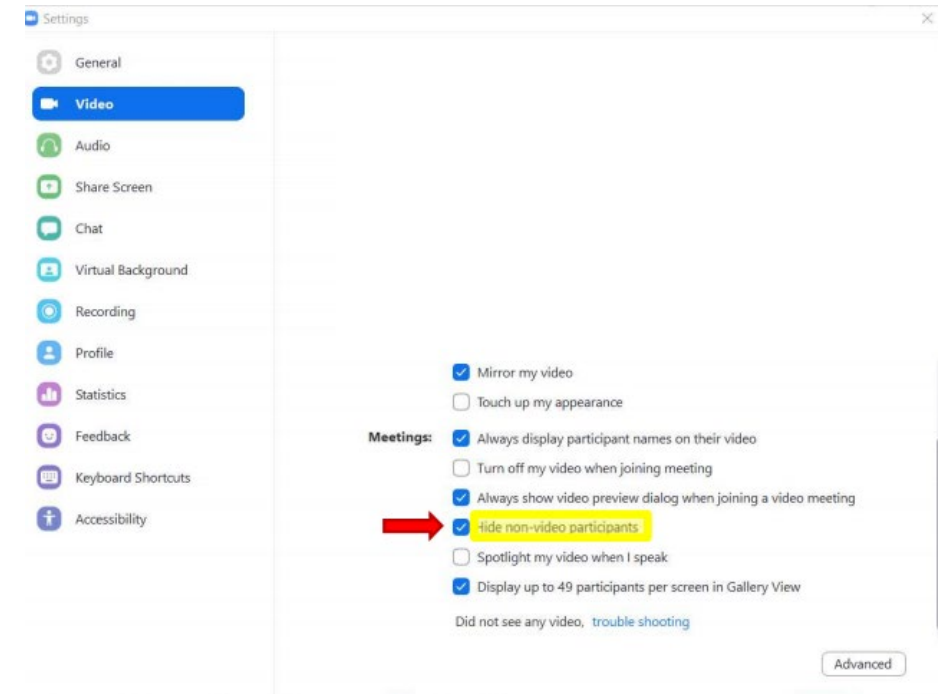 Settings
General
Video
Audio
Share Screen
Chat
Virtual Background
Recording
Profile
Statistics
Feedback
Keyboard Shortcuts
Accessibility
Mirror my video
Touch up my appearance
Meetings: Always display participant names on their video
Turn off my video when joining meeting
Always show video preview dialog when joining a video meeting
Hide non-video participants
Spotlight my video when I speak
Display up to 49 participants per screen in Gallery View
Did not see any video, trouble shooting
Advanced